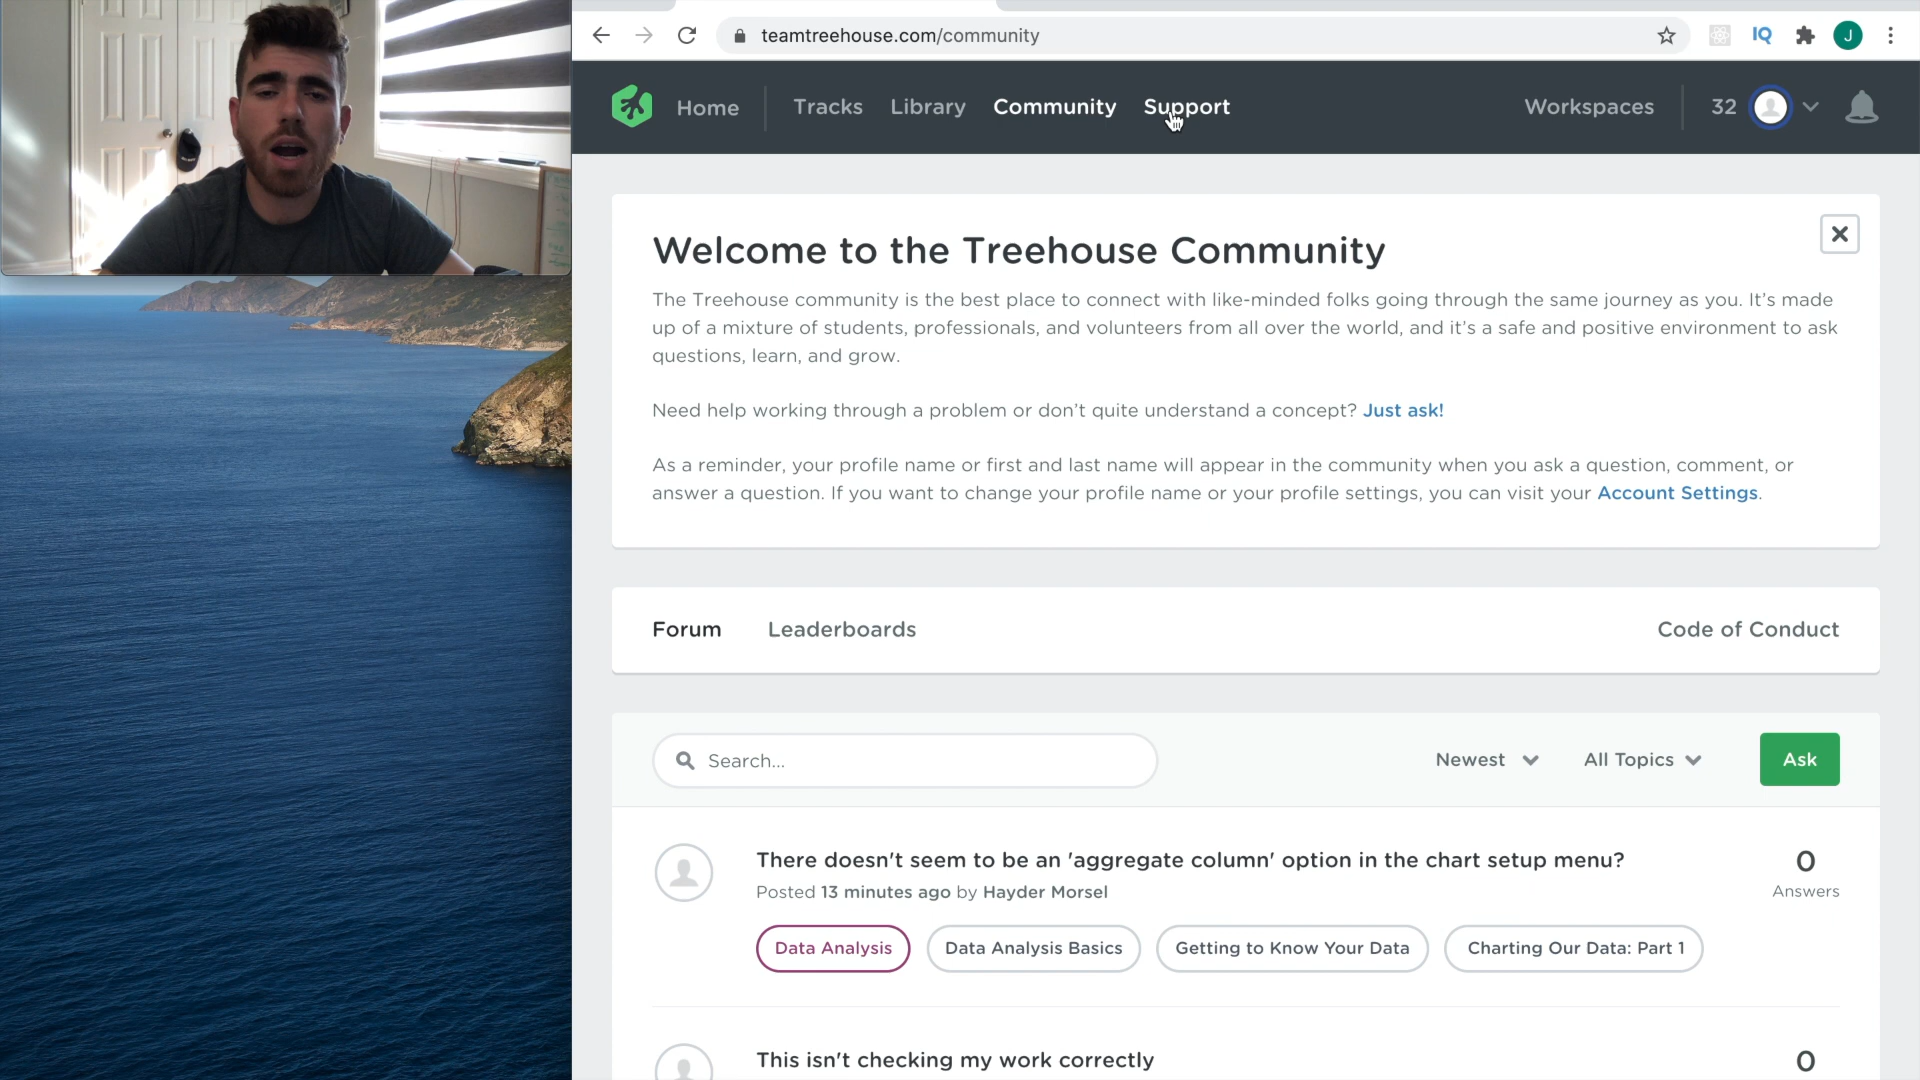 teamtreehouse.com/community
IQ
J
Home
Tracks
Library
Community
Support
Workspaces
32
Welcome to the Treehouse Community
The Treehouse community is the best place to connect with like-minded folks going through the same journey as you. It’s made
up of a mixture of students, professionals, and volunteers from all over the world, and it’s a safe and positive environment to ask
questions, learn, and grow.
Need help working through a problem or don’t quite understand a concept? Just ask!
As a reminder, your profile name or first and last name will appear in the community when you ask a question, comment, or
answer a question. If you want to change your profile name or your profile settings, you can visit your Account Settings.
Forum
Leaderboards
Code of Conduct
Search...
Newest
All Topics
Ask
There doesn't seem to be an 'aggregate column' option in the chart setup menu?
0
Posted 13 minutes ago by Hayder Morsel
Answers
Data Analysis
Data Analysis Basics
Getting to Know Your Data
Charting Our Data: Part 1
This isn't checking my work correctly
0